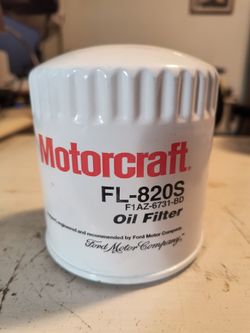 Motorcraft
FL-820S
F1AZ-6731-BD
Oil Filter
engineered and recommended by Ford Motor Company
Ford Motor Company